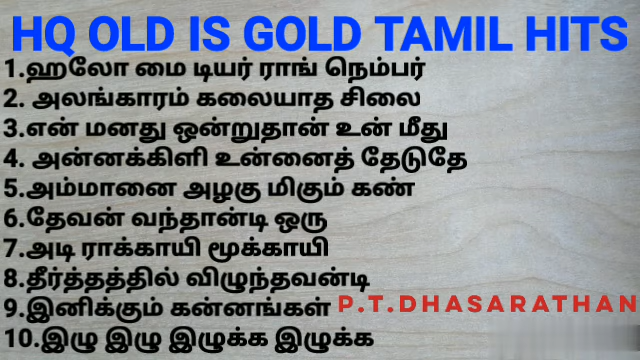 HQ OLD IS GOLD TAMIL HITS
1.ஹலோ மை டியர் ராங் நெம்பர்
2. அலங்காரம் கலையாத சிலை
3.என் மனது ஒன்றுதான் உன் மீது
4. அன்னக்கிளி உன்னைத் தேடுதே
5.அம்மானை அழகு மிகும் கண்
6.தேவன் வந்தான்டி ஒரு
7.அடி ராக்காயி மூக்காயி
8.தீர்த்தத்தில் விழுந்தவன்டி
9.இனிக்கும் கன்னங்கள் P.T.DHASARATHAN
10.இழு இழு இழுக்க இழுக்க